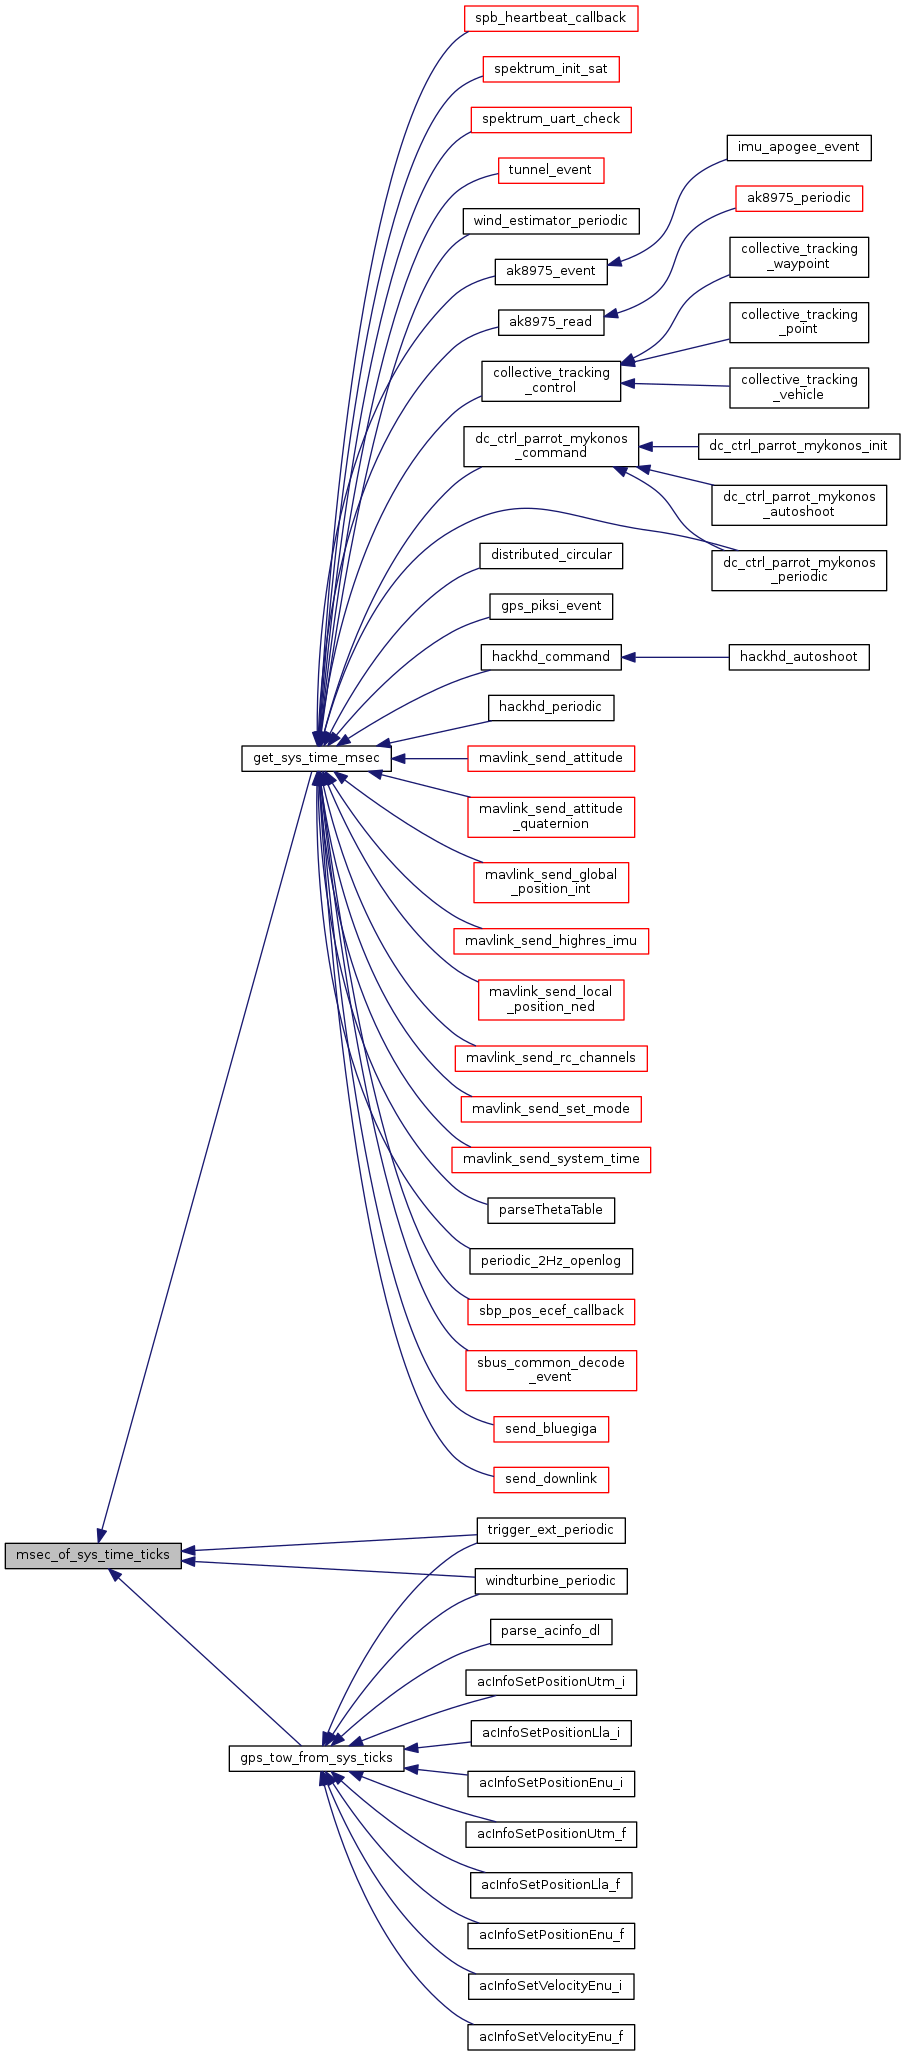 spb_heartbeat_callback
spektrum_init_sat
spektrum_uart_check
tunnel_event
imu_apogee_event
ak8975_periodic
wind_estimator_periodic
collective_tracking
_waypoint
ak8975_event
ak8975_read
collective_tracking
_point
collective_tracking
_control
collective_tracking
_vehicle
dc_ctrl_parrot_mykonos
_command
dc_ctrl_parrot_mykonos_init
dc_ctrl_parrot_mykonos
_autoshoot
distributed_circular
dc_ctrl_parrot_mykonos
_periodic
gps_piksi_event
hackhd_command
hackhd_autoshoot
hackhd_periodic
get_sys_time_msec
mavlink_send_attitude
mavlink_send_attitude
_quaternion
mavlink_send_global
_position_int
mavlink_send_highres_imu
mavlink_send_local
_position_ned
mavlink_send_rc_channels
mavlink_send_set_mode
mavlink_send_system_time
parseThetaTable
periodic_2Hz_openlog
sbp_pos_ecef_callback
sbus_common_decode
_event
send_bluegiga
send_downlink
trigger_ext_periodic
msec_of_sys_time_ticks
windturbine_periodic
parse_acinfo_dl
acInfoSetPositionUtm_i
acInfoSetPositionLla_i
gps_tow_from_sys_ticks
acInfoSetPositionEnu_i
acInfoSetPositionUtm_f
acInfoSetPositionLla_f
acInfoSetPositionEnu_f
acInfoSetVelocityEnu_i
acInfoSetVelocityEnu_f